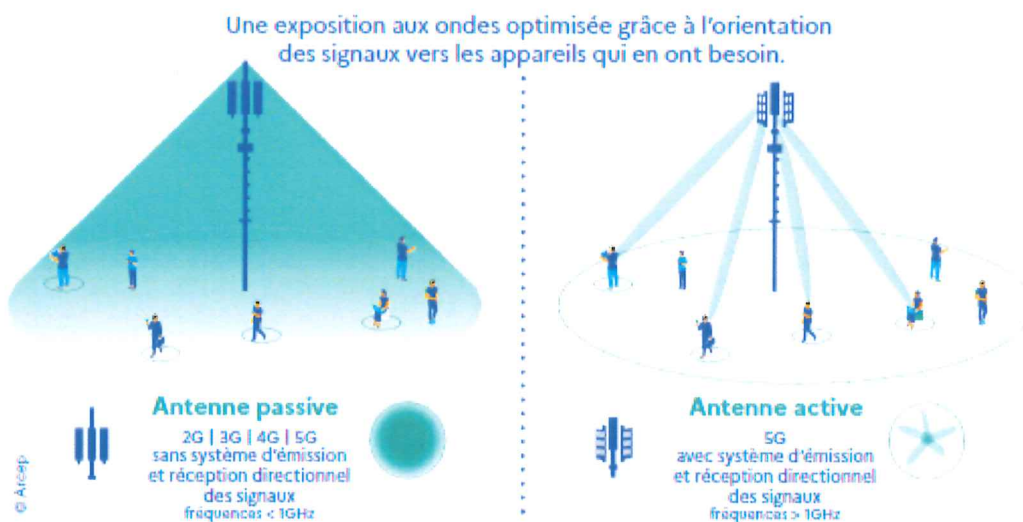 Une exposition aux ondes optimisée grâce à l'orientation
des signaux vers les appareils qui en ont besoin.
Antenne passive
2G | 3G | 4G | 5G
sans système d'émission
et réception directionnel
des signaux
fréquences < 1GHz
Antenne active
5G
avec système d'émission
et réception directionnel
des signaux
fréquences > 1GHz
© Arcep